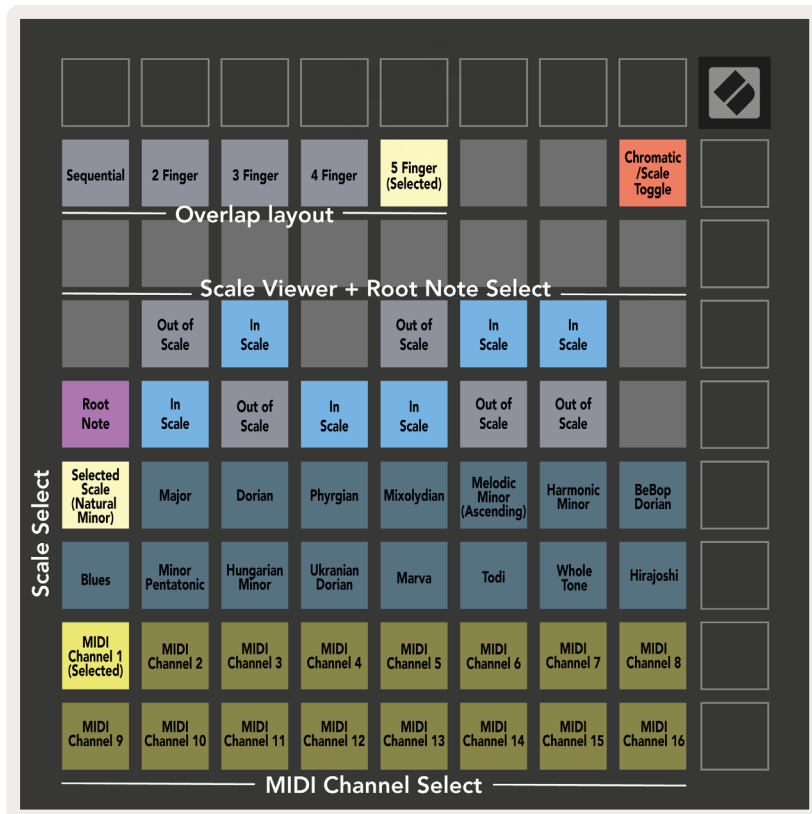 Sequential
2 Finger
3 Finger
4 Finger
5 Finger
(Selected)
Chromatic
/Scale
Toggle
Overlap layout
Scale Viewer + Root Note Select
Out of
Scale
In
Scale
Out of
Scale
In
Scale
In
Scale
Root
Note
In
Scale
Out of
Scale
In
Scale
In
Scale
Out of
Scale
Out of
Scale
Scale Select
Selected
Scale
(Natural
Minor)
Major
Dorian
Phyrgian
Mixolydian
Melodic
Minor
(Ascending)
Harmonic
Minor
BeBop
Dorian
Blues
Minor
Pentatonic
Hungarian
Minor
Ukranian
Dorian
Marva
Todi
Whole
Tone
Hirajoshi
MIDI
Channel 1
(Selected)
MIDI
Channel 2
MIDI
Channel 3
MIDI
Channel 4
MIDI
Channel 5
MIDI
Channel 6
MIDI
Channel 7
MIDI
Channel 8
MIDI
Channel 9
MIDI
Channel 10
MIDI
Channel 11
MIDI
Channel 12
MIDI
Channel 13
MIDI
Channel 14
MIDI
Channel 15
MIDI
Channel 16
MIDI Channel Select